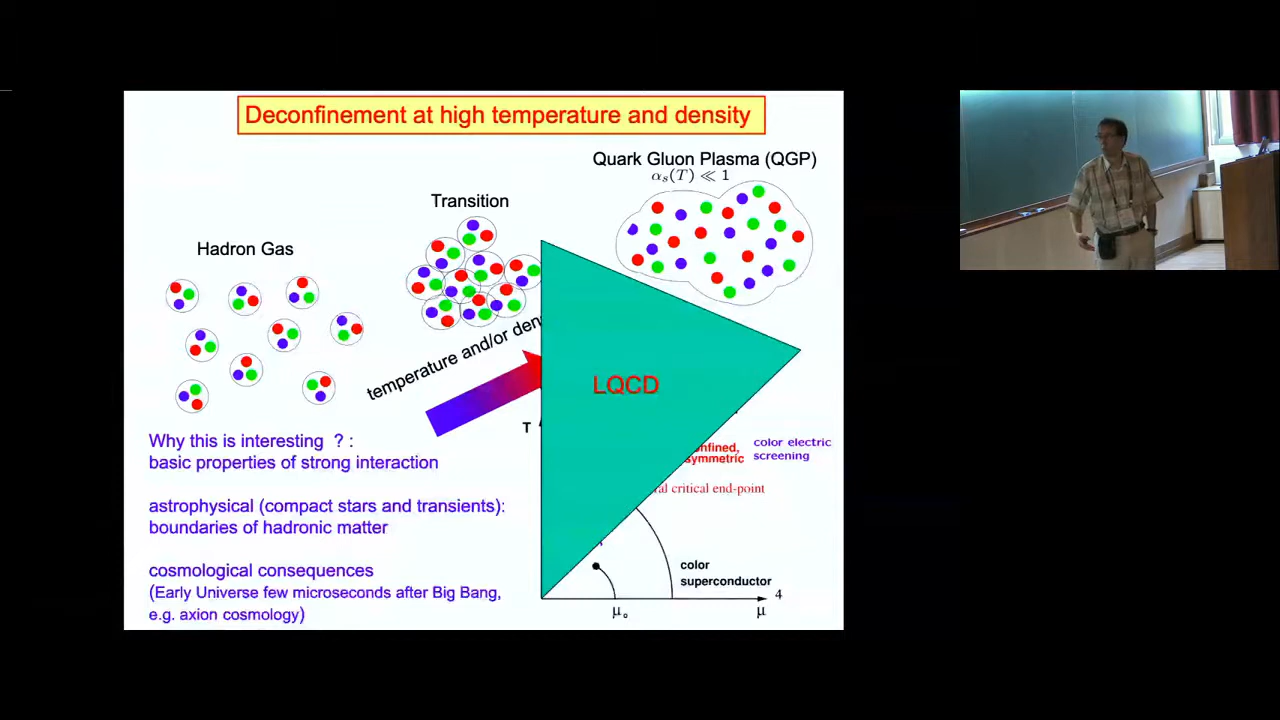 Deconfinement at high temperature and density
Quark Gluon Plasma (QGP)
αₛ(T) ≪ 1
Transition
Hadron Gas
temperature and/or
LQCD
T
Why this is interesting ? :
basic properties of strong interaction
color electric
screening
symmetric
critical end-point
astrophysical (compact stars and transients):
boundaries of hadronic matter
cosmological consequences
(Early Universe few microseconds after Big Bang,
e.g. axion cosmology)
color
superconductor
μₒ
μ
4